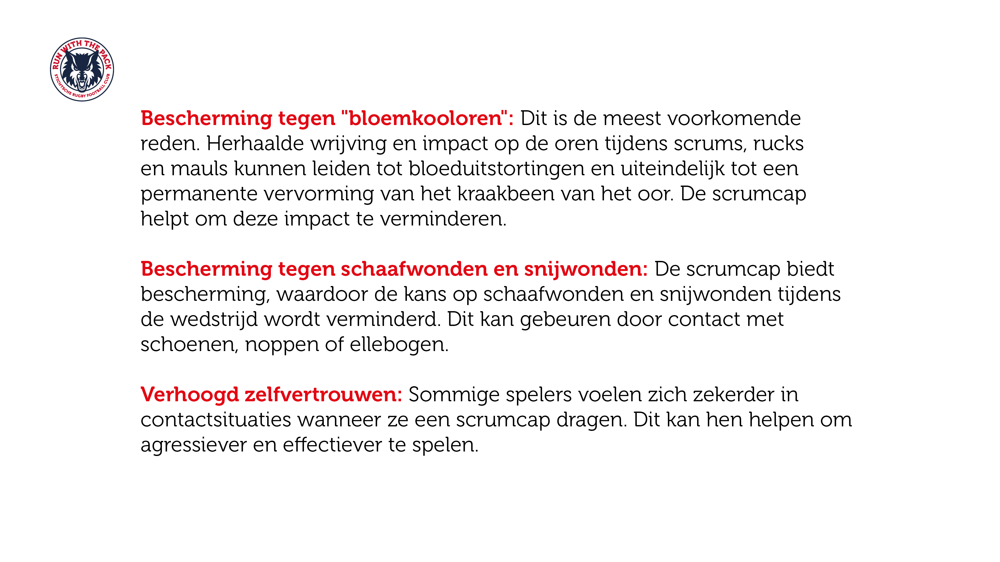 RUN WITH THE PACK
STICHTSCHE RUGBY FOOTBALL CLUB
Bescherming tegen "bloemkooloren": Dit is de meest voorkomende
reden. Herhaalde wrijving en impact op de oren tijdens scrums, rucks
en mauls kunnen leiden tot bloeduitstortingen en uiteindelijk tot een
permanente vervorming van het kraakbeen van het oor. De scrumcap
helpt om deze impact te verminderen.
Bescherming tegen schaafwonden en snijwonden: De scrumcap biedt
bescherming, waardoor de kans op schaafwonden en snijwonden tijdens
de wedstrijd wordt verminderd. Dit kan gebeuren door contact met
schoenen, noppen of ellebogen.
Verhoogd zelfvertrouwen: Sommige spelers voelen zich zekerder in
contactsituaties wanneer ze een scrumcap dragen. Dit kan hen helpen om
agressiever en effectiever te spelen.